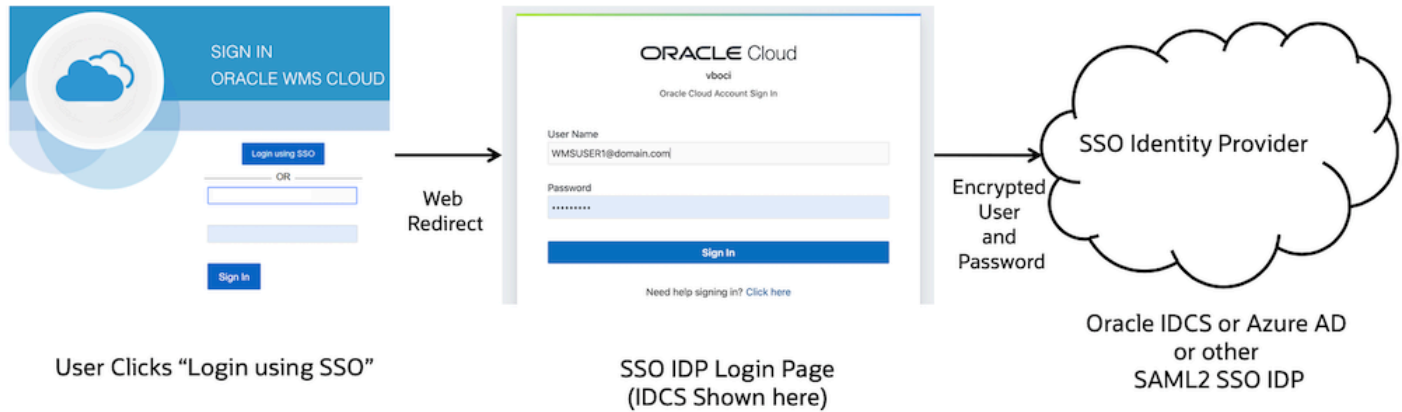 SIGN IN
ORACLE WMS CLOUD
Login using SSO
OR
Sign In
Web
Redirect
ORACLE Cloud
vboci
Oracle Cloud Account Sign In
User Name
WMSUSER1@domain.com
Password
•••••••••
Sign In
Need help signing in? Click here
Encrypted
User
and
Password
SSO Identity Provider
User Clicks “Login using SSO”
SSO IDP Login Page
(IDCS Shown here)
Oracle IDCS or Azure AD
or other
SAML2 SSO IDP